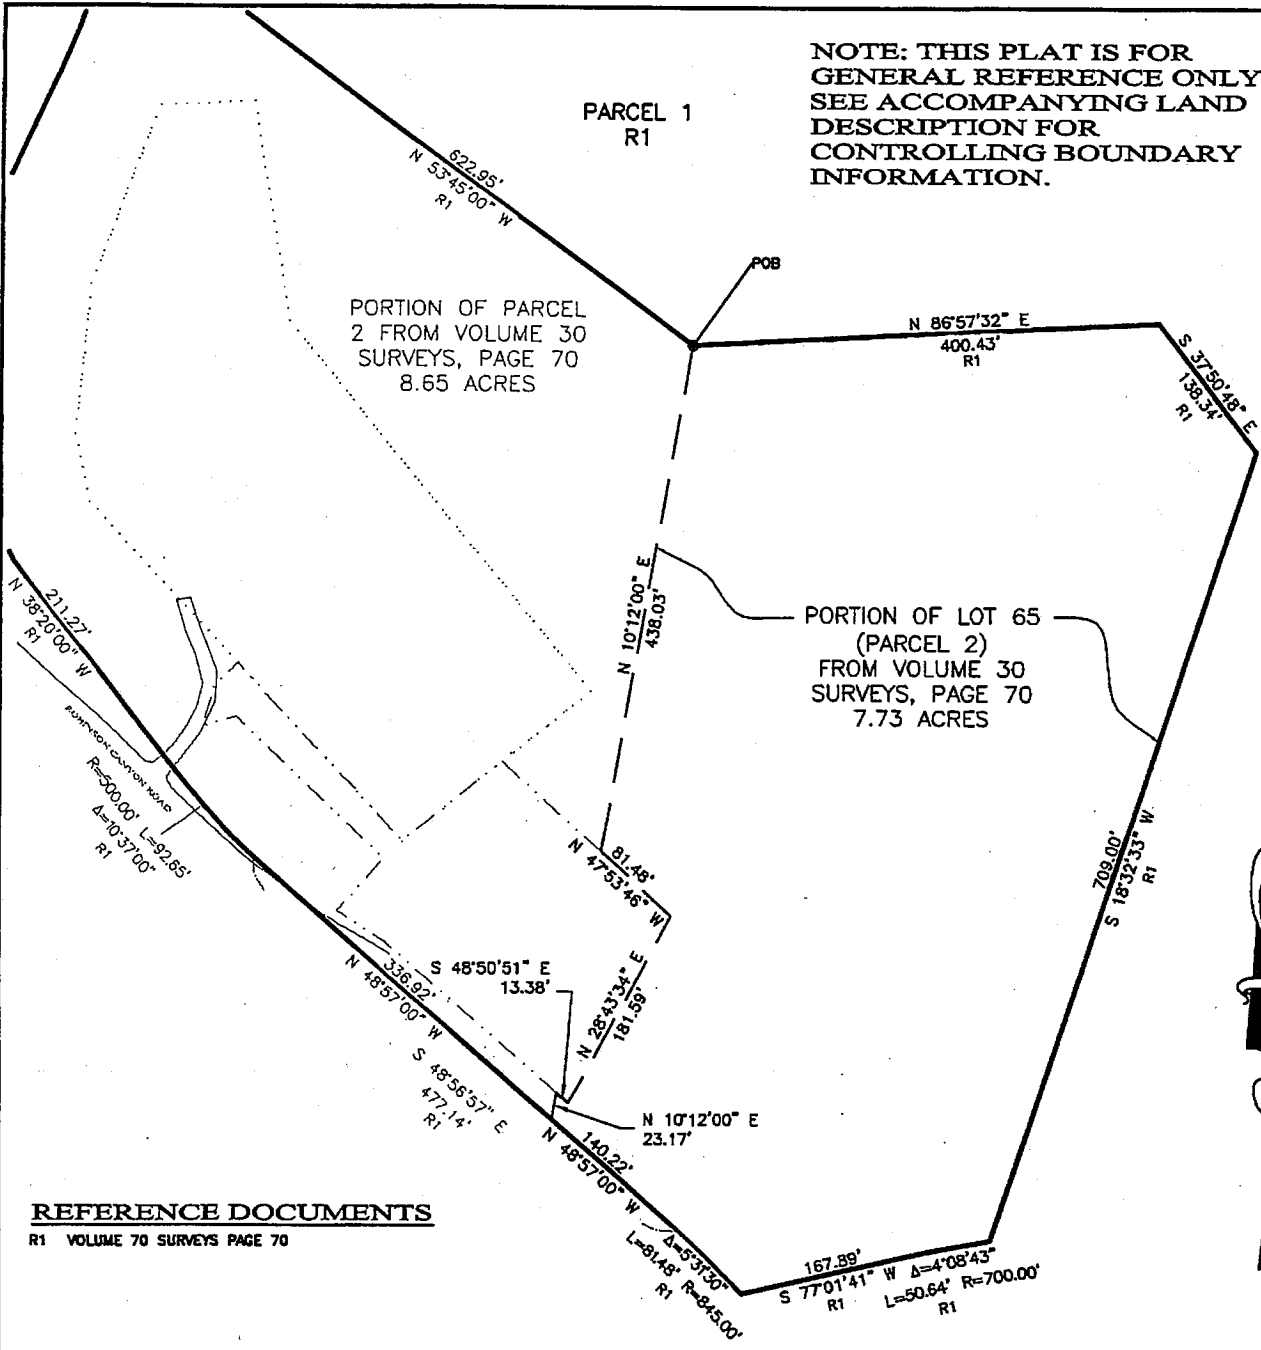 NOTE: THIS PLAT IS FOR
GENERAL REFERENCE ONLY
SEE ACCOMPANYING LAND
DESCRIPTION FOR
CONTROLLING BOUNDARY
INFORMATION.
PARCEL 1
R1
622.95'
N 53°45'00" W
R1
POB
PORTION OF PARCEL
2 FROM VOLUME 30
SURVEYS, PAGE 70
8.65 ACRES
N 86°57'32" E
400.43'
R1
S 37°50'48" E
138.34'
R1
N 10°12'00" E
438.03'
211.27'
N 38°20'00" W
R1
PORTION OF LOT 65
(PARCEL 2)
FROM VOLUME 30
SURVEYS, PAGE 70
7.73 ACRES
CANYON ROAD
R=500.00' L=92.65'
Δ=10°37'00"
R1
81.48'
N 47°53'46" W
709.00'
S 18°32'33" W
R1
336.92'
N 48°57'00" W
S 48°50'51" E
13.38'
N 28°43'34" E
181.59'
S 48°56'57" E
477.14'
R1
N 10°12'00" E
23.17'
140.22'
N 48°57'00" W
REFERENCE DOCUMENTS
R1 VOLUME 70 SURVEYS PAGE 70
Δ=5°31'30"
L=81.48' R=845.00'
R1
167.89'
S 77°01'41" W
R1
Δ=4°08'43"
L=50.64' R=700.00'
R1